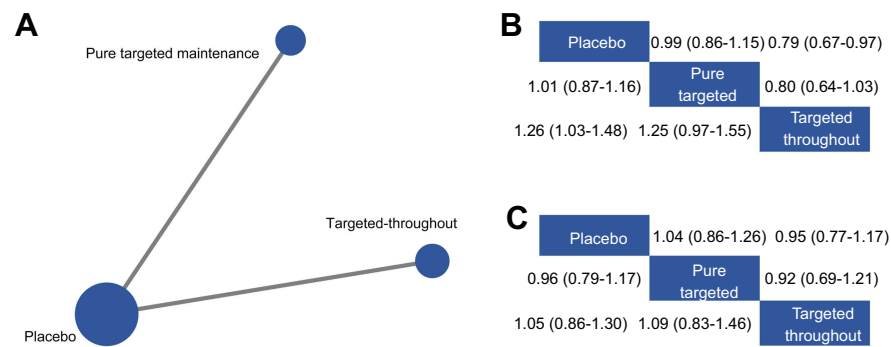 A
Pure targeted maintenance
Targeted-throughout
Placebo
B
Placebo 0.99 (0.86-1.15) 0.79 (0.67-0.97)
1.01 (0.87-1.16) Pure targeted 0.80 (0.64-1.03)
1.26 (1.03-1.48) 1.25 (0.97-1.55) Targeted throughout
C
Placebo 1.04 (0.86-1.26) 0.95 (0.77-1.17)
0.96 (0.79-1.17) Pure targeted 0.92 (0.69-1.21)
1.05 (0.86-1.30) 1.09 (0.83-1.46) Targeted throughout